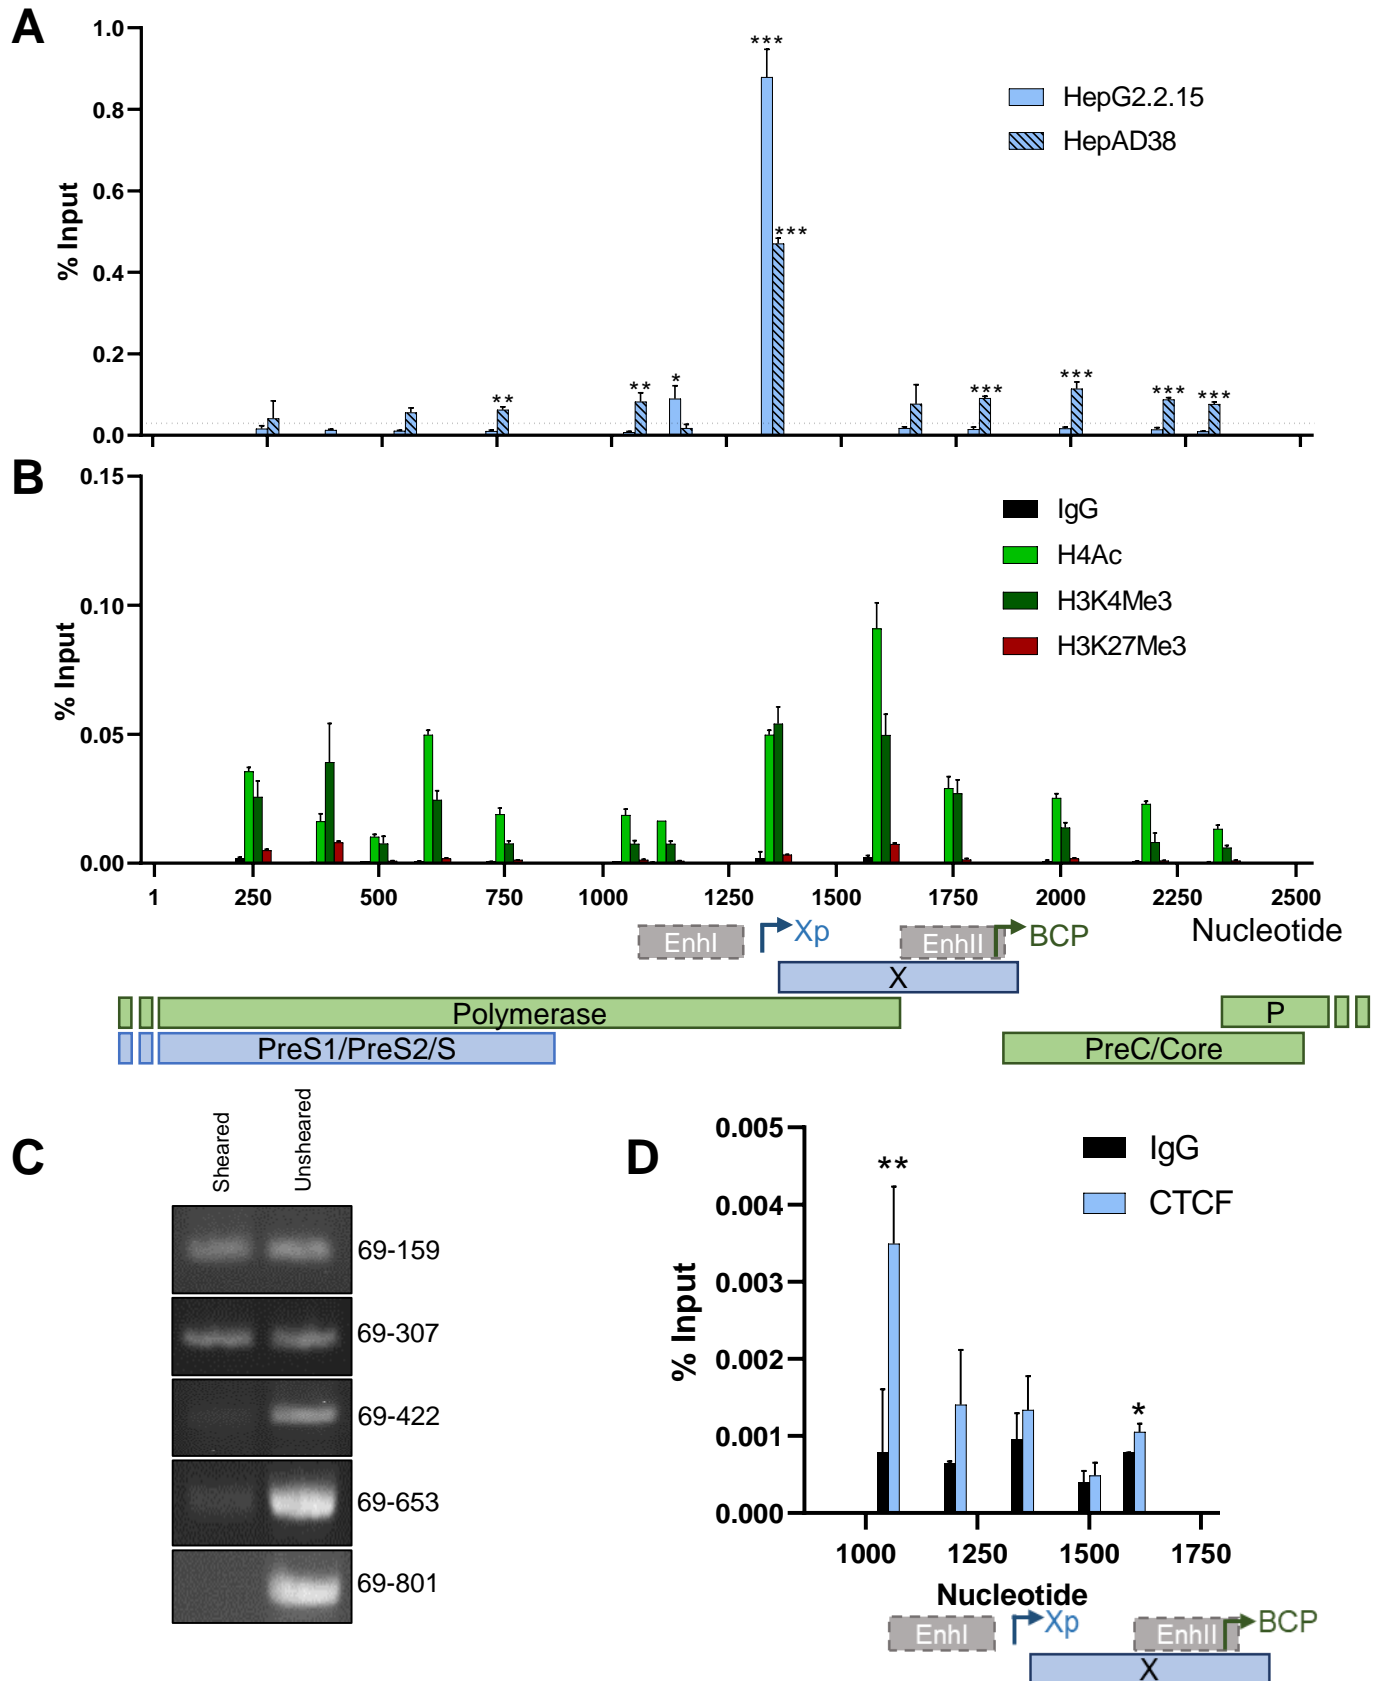 A
1.0
0.8
0.6
0.4
0.2
0.0
% Input
***
***
**
**
*
***
***
***
***
HepG2.2.15
HepAD38
B
0.15
0.10
0.05
0.00
% Input
IgG
H4Ac
H3K4Me3
H3K27Me3
1 250 500 750 1000 1250 1500 1750 2000 2250 2500
Nucleotide
EnhI Xp EnhII BCP
X
Polymerase P
PreS1/PreS2/S PreC/Core
C
Sheared Unsheared
69-159
69-307
69-422
69-653
69-801
D
0.005
0.004
0.003
0.002
0.001
0.000
% Input
**
*
IgG
CTCF
1000 1250 1500 1750
Nucleotide
EnhI Xp EnhII BCP
X